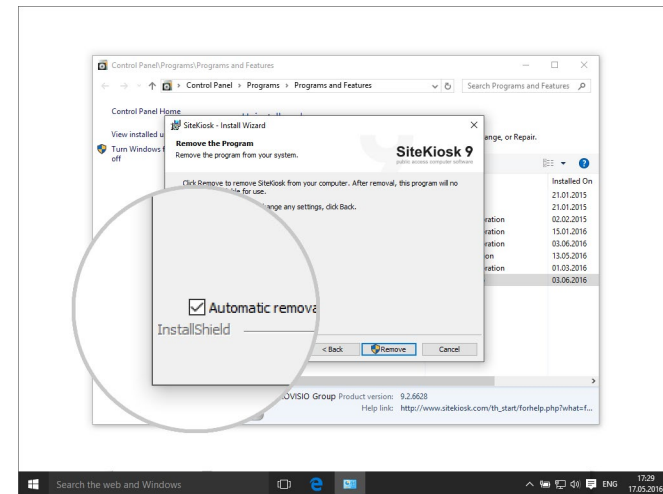 Control Panel\Programs\Programs and Features
Control Panel > Programs > Programs and Features
Search Programs and Features
Control Panel Home
View installed u
Turn Windows f
off
ange, or Repair.
SiteKiosk - Install Wizard
Remove the Program
Remove the program from your system.
SiteKiosk 9
public access computer software
Click Remove to remove SiteKiosk from your computer. After removal, this program will no
le for use.
ange any settings, click Back.
Automatic remova
InstallShield
< Back
Remove
Cancel
Installed On
21.01.2015
21.01.2015
ration 02.02.2015
ration 15.01.2016
ration 03.06.2016
on 13.05.2016
ration 01.03.2016
03.06.2016
OVISIO Group Product version: 9.2.6628
Help link: http://www.sitekiosk.com/th_start/forhelp.php?what=f...
Search the web and Windows
ENG
17:29
17.05.2016